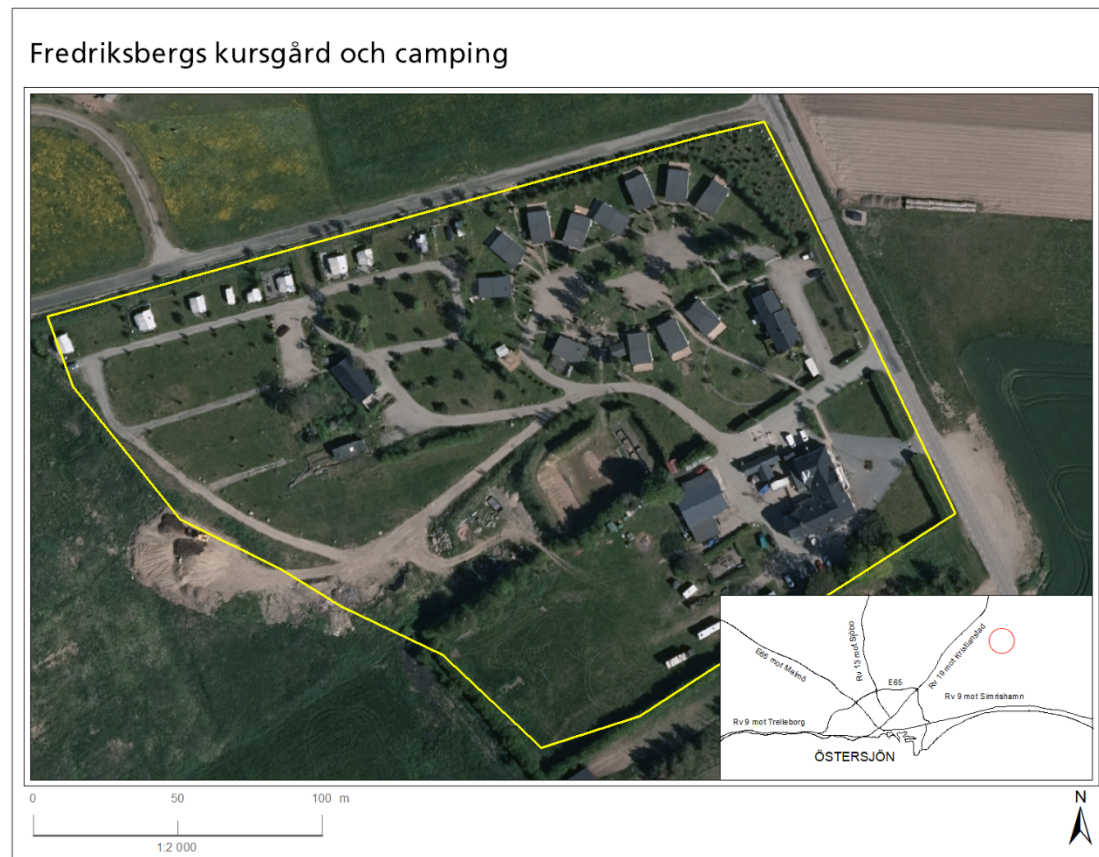 Fredriksbergs kursgård och camping
E65 mot Malmö
Rv 13 mot Sjöbo
Rv 19 mot Kristianstad
E65
Rv 9 mot Simrishamn
Rv 9 mot Trelleborg
ÖSTERSJÖN
0 50 100 m
1:2 000
N